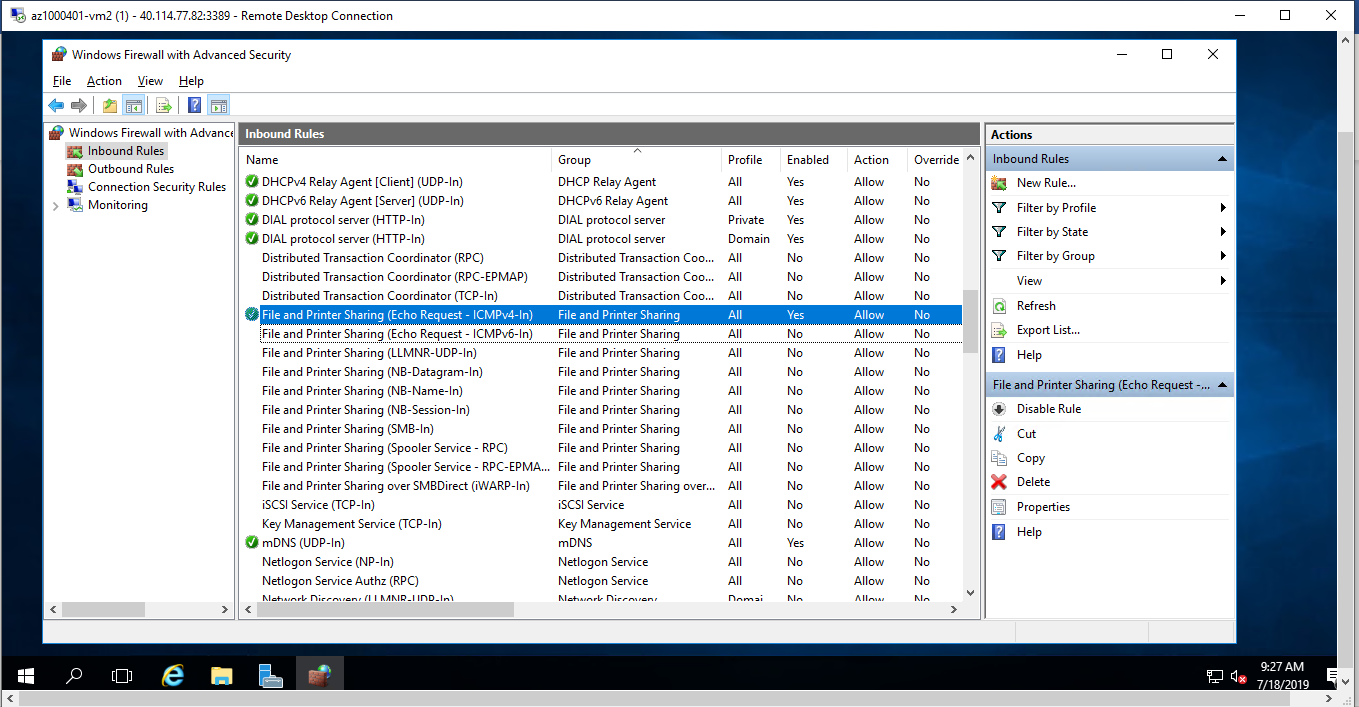 az1000401-vm2 (1) - 40.114.77.82:3389 - Remote Desktop Connection
Windows Firewall with Advanced Security
File Action View Help
Windows Firewall with Advance
Inbound Rules
Outbound Rules
Connection Security Rules
Monitoring
Inbound Rules
Name Group Profile Enabled Action Override
DHCPv4 Relay Agent [Client] (UDP-In) DHCP Relay Agent All Yes Allow No
DHCPv6 Relay Agent [Server] (UDP-In) DHCPv6 Relay Agent All Yes Allow No
DIAL protocol server (HTTP-In) DIAL protocol server Private Yes Allow No
DIAL protocol server (HTTP-In) DIAL protocol server Domain Yes Allow No
Distributed Transaction Coordinator (RPC) Distributed Transaction Coo... All No Allow No
Distributed Transaction Coordinator (RPC-EPMAP) Distributed Transaction Coo... All No Allow No
Distributed Transaction Coordinator (TCP-In) Distributed Transaction Coo... All No Allow No
File and Printer Sharing (Echo Request - ICMPv4-In) File and Printer Sharing All Yes Allow No
File and Printer Sharing (Echo Request - ICMPv6-In) File and Printer Sharing All No Allow No
File and Printer Sharing (LLMNR-UDP-In) File and Printer Sharing All No Allow No
File and Printer Sharing (NB-Datagram-In) File and Printer Sharing All No Allow No
File and Printer Sharing (NB-Name-In) File and Printer Sharing All No Allow No
File and Printer Sharing (NB-Session-In) File and Printer Sharing All No Allow No
File and Printer Sharing (SMB-In) File and Printer Sharing All No Allow No
File and Printer Sharing (Spooler Service - RPC) File and Printer Sharing All No Allow No
File and Printer Sharing (Spooler Service - RPC-EPMA... File and Printer Sharing All No Allow No
File and Printer Sharing over SMBDirect (iWARP-In) File and Printer Sharing over... All No Allow No
iSCSI Service (TCP-In) iSCSI Service All No Allow No
Key Management Service (TCP-In) Key Management Service All No Allow No
mDNS (UDP-In) mDNS All Yes Allow No
Netlogon Service (NP-In) Netlogon Service All No Allow No
Netlogon Service Authz (RPC) Netlogon Service All No Allow No
Network Discovery (LLMNR-UDP-In) Network Discovery Domai No Allow No
Actions
Inbound Rules
New Rule...
Filter by Profile
Filter by State
Filter by Group
View
Refresh
Export List...
Help
File and Printer Sharing (Echo Request -...
Disable Rule
Cut
Copy
Delete
Properties
Help
9:27 AM
7/18/2019